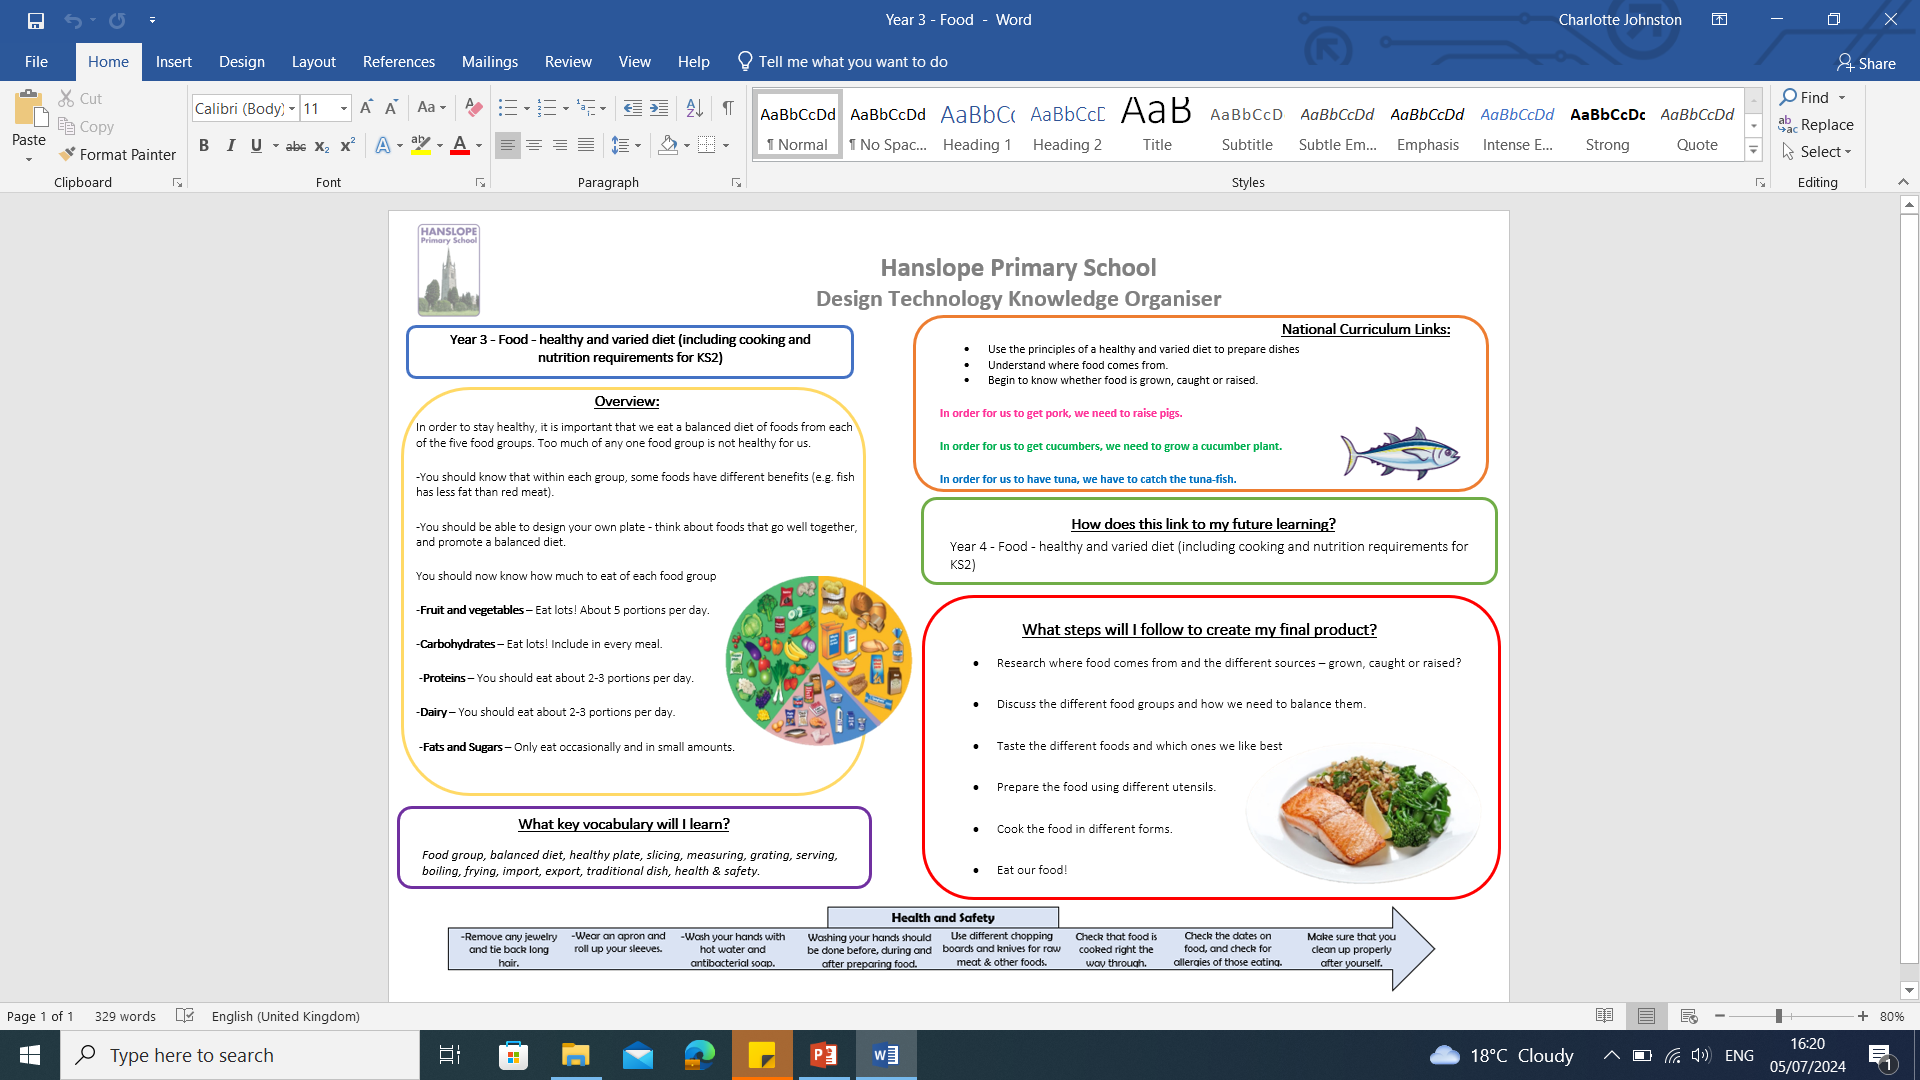 Year 3 - Food - Word
Charlotte Johnston
File
Home
Insert
Design
Layout
References
Mailings
Review
View
Help
Tell me what you want to do
Share
Paste
Cut
Copy
Format Painter
Clipboard
Calibri (Body)
11
Font
Paragraph
AaBbCcDd
¶ Normal
AaBbCcDd
¶ No Spac...
AaBbCc
Heading 1
AaBbCcD
Heading 2
AaB
Title
AaBbCcD
Subtitle
AaBbCcDd
Subtle Em...
AaBbCcDd
Emphasis
AaBbCcDd
Intense E...
AaBbCcDc
Strong
AaBbCcDd
Quote
Styles
Find
Replace
Select
Editing
HANSLOPE
Primary School
Hanslope Primary School
Design Technology Knowledge Organiser
Year 3 - Food - healthy and varied diet (including cooking and
nutrition requirements for KS2)
Overview:
In order to stay healthy, it is important that we eat a balanced diet of foods from each
of the five food groups. Too much of any one food group is not healthy for us.
-You should know that within each group, some foods have different benefits (e.g. fish
has less fat than red meat).
-You should be able to design your own plate - think about foods that go well together,
and promote a balanced diet.
You should now know how much to eat of each food group
-Fruit and vegetables – Eat lots! About 5 portions per day.
-Carbohydrates – Eat lots! Include in every meal.
-Proteins – You should eat about 2-3 portions per day.
-Dairy – You should eat about 2-3 portions per day.
-Fats and Sugars – Only eat occasionally and in small amounts.
What key vocabulary will I learn?
Food group, balanced diet, healthy plate, slicing, measuring, grating, serving,
boiling, frying, import, export, traditional dish, health & safety.
National Curriculum Links:
• Use the principles of a healthy and varied diet to prepare dishes
• Understand where food comes from.
• Begin to know whether food is grown, caught or raised.
In order for us to get pork, we need to raise pigs.
In order for us to get cucumbers, we need to grow a cucumber plant.
In order for us to have tuna, we have to catch the tuna-fish.
How does this link to my future learning?
Year 4 - Food - healthy and varied diet (including cooking and nutrition requirements for
KS2)
What steps will I follow to create my final product?
• Research where food comes from and the different sources – grown, caught or raised?
• Discuss the different food groups and how we need to balance them.
• Taste the different foods and which ones we like best
• Prepare the food using different utensils.
• Cook the food in different forms.
• Eat our food!
Health and Safety
-Remove any jewelry
and tie back long
hair.
-Wear an apron and
roll up your sleeves.
-Wash your hands with
hot water and
antibacterial soap.
Washing your hands should
be done before, during and
after preparing food.
Use different chopping
boards and knives for raw
meat & other foods.
Check that food is
cooked right the
way through.
Check the dates on
food, and check for
allergies of those eating.
Make sure that you
clean up properly
after yourself.
Page 1 of 1
329 words
English (United Kingdom)
80%
Type here to search
18°C Cloudy
ENG
16:20
05/07/2024
1